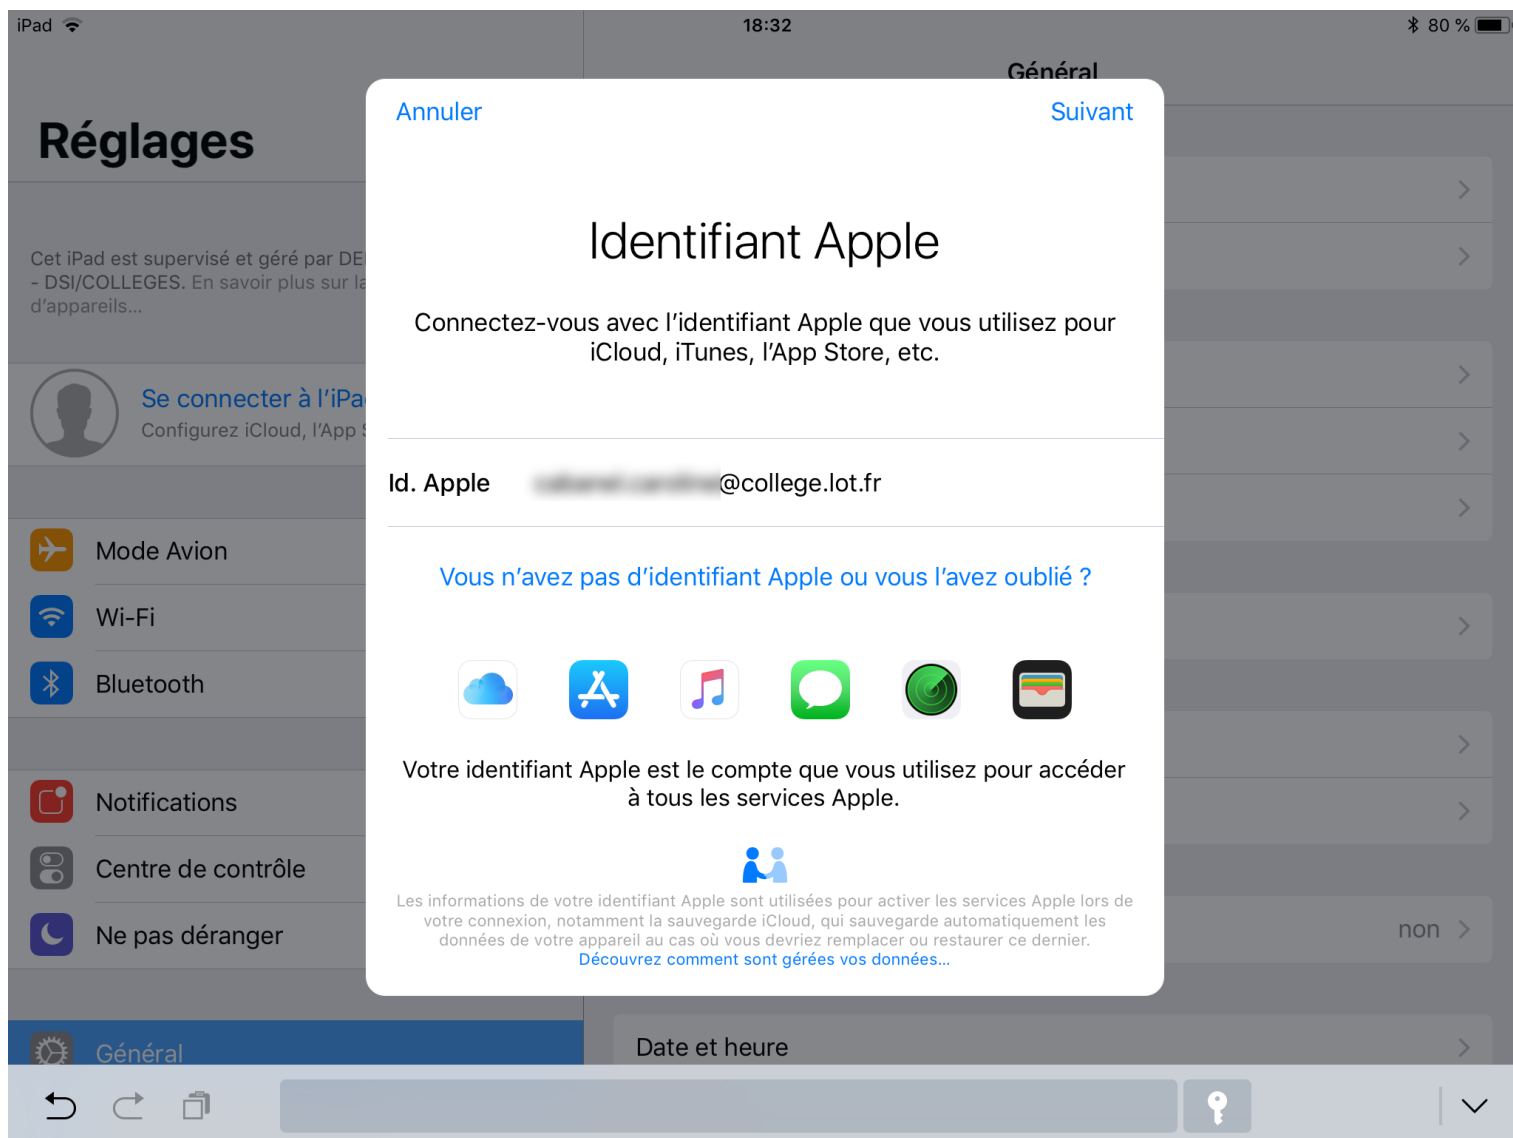 iPad
18:32
80 %
Général
Annuler
Suivant
Réglages
Identifiant Apple
Cet iPad est supervisé et géré par
- DSI/COLLEGES. En savoir plus sur
d’appareils...
Connectez-vous avec l’identifiant Apple que vous utilisez pour
iCloud, iTunes, l’App Store, etc.
Se connecter à
Configurez iCloud, l’App
Id. Apple
@college.lot.fr
Mode Avion
Vous n’avez pas d’identifiant Apple ou vous l’avez oublié ?
Wi-Fi
Bluetooth
Votre identifiant Apple est le compte que vous utilisez pour accéder
à tous les services Apple.
Notifications
Centre de contrôle
Les informations de votre identifiant Apple sont utilisées pour activer les services Apple lors de
votre connexion, notamment la sauvegarde iCloud, qui sauvegarde automatiquement les
données de votre appareil au cas où vous devriez remplacer ou restaurer ce dernier.
Découvrez comment sont gérées vos données...
Ne pas déranger
non
Général
Date et heure